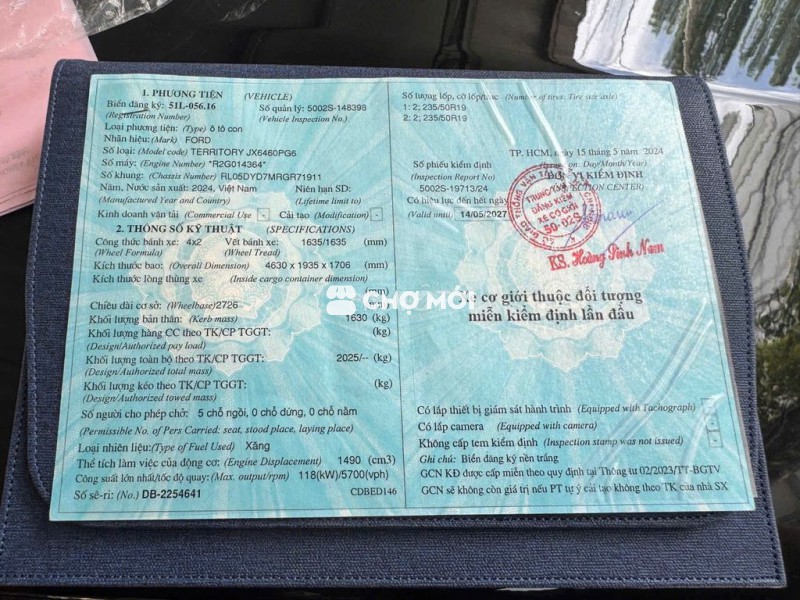 1. PHƯƠNG TIỆN (VEHICLE)
Biển đăng ký: 51L-056.16 Số quản lý: 5002S-148398
(Registration Number) (Vehicle Inspection No.)
Loại phương tiện: (Type) ô tô con
Nhãn hiệu: (Mark) FORD
Số loại: (Model code) TERRITORY JX6460PG6
Số máy: (Engine Number) *R2G014364*
Số khung: (Chassis Number) RL05DYD7MRGR71911
Năm, Nước sản xuất: 2024, Việt Nam Niên hạn SD:
(Manufactured Year and Country) (Lifetime limit to)
Kinh doanh vận tải (Commercial Use) - Cải tạo (Modification) -
2. THÔNG SỐ KỸ THUẬT (SPECIFICATIONS)
Công thức bánh xe: 4x2 Vết bánh xe: 1635/1635 (mm)
(Wheel Formula) (Wheel Tread)
Kích thước bao: (Overall Dimension) 4630 x 1935 x 1706 (mm)
Kích thước lòng thùng xe (Inside cargo container dimension)
(mm)
Chiều dài cơ sở: (Wheelbase) 2726
Khối lượng bản thân: (Kerb mass) 1630 (kg)
Khối lượng hàng CC theo TK/CP TGGT: (kg)
(Design/Authorized pay load)
Khối lượng toàn bộ theo TK/CP TGGT: 2025/-- (kg)
(Design/Authorized total mass)
Khối lượng kéo theo TK/CP TGGT: (kg)
(Design/Authorized towed mass)
Số người cho phép chở: 5 chỗ ngồi, 0 chỗ đứng, 0 chỗ nằm
(Permissible No. of Pers Carried: seat, stood place, laying place)
Loại nhiên liệu: (Type of Fuel Used) Xăng
Thể tích làm việc của động cơ: (Engine Displacement) 1490 (cm3)
Công suất lớn nhất/tốc độ quay: (Max. output/rpm) 118(kW)/5700(vph)
Số sê-ri: (No.) DB-2254641 CDBED146
Số lượng lốp, cỡ lốp/trục (Number of tires: Tire size/axle)
1: 2; 235/50R19
2: 2; 235/50R19
TP. HCM, ngày 15 tháng 5 năm 2024
Số phiếu kiểm định on: Day/Month/Year)
(Inspection Report No) ĐƠN VỊ KIỂM ĐỊNH
5002S-19713/24 CTION CENTER)
Có hiệu lực đến hết ngày
(Valid until) 14/05/2027
TRUNG TÂM
ĐĂNG KIỂM
XE CƠ GIỚI
50-02S
KS. Hoàng Đình Nam
CHỢ MỚI
Xe cơ giới thuộc đối tượng
miễn kiểm định lần đầu
Có lắp thiết bị giám sát hành trình (Equipped with Tachograph) -
Có lắp camera (Equipped with camera) -
Không cấp tem kiểm định (Inspection stamp was not issued) -
Ghi chú: Biển đăng ký nền trắng
GCN KĐ được cấp miễn theo quy định tại Thông tư 02/2023/TT-BGTV
GCN sẽ không còn giá trị nếu PT tự ý cải tạo không theo TK của nhà SX